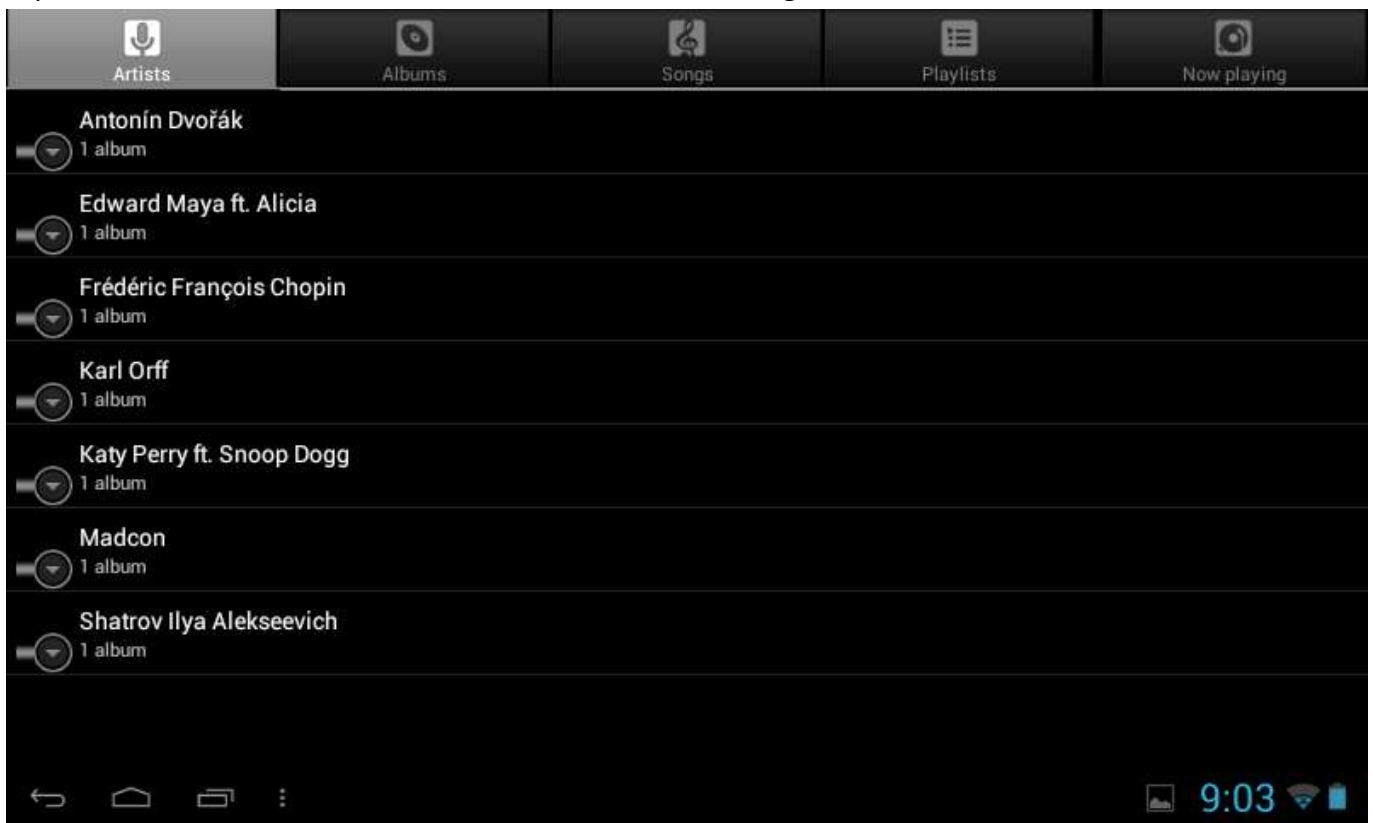 Artists Albums Songs Playlists Now playing
Antonín Dvořák
1 album
Edward Maya ft. Alicia
1 album
Frédéric François Chopin
1 album
Karl Orff
1 album
Katy Perry ft. Snoop Dogg
1 album
Madcon
1 album
Shatrov Ilya Alekseevich
1 album
9:03